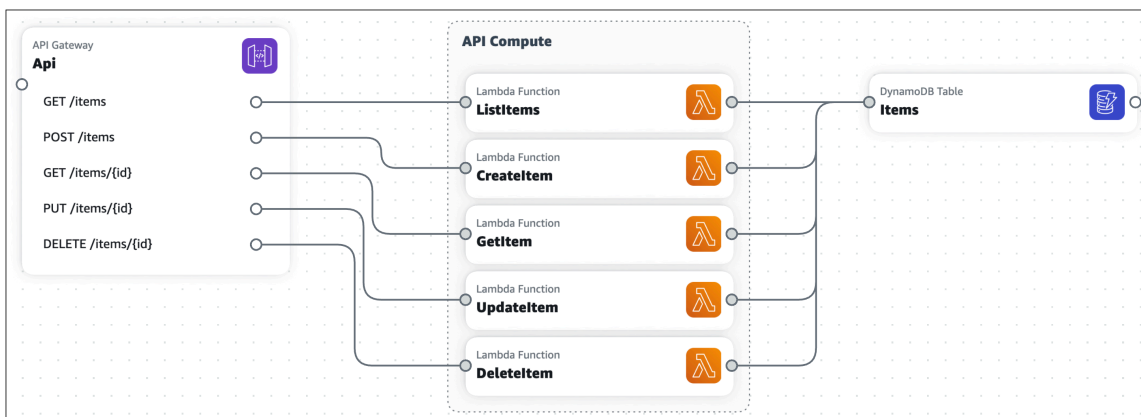 API Gateway
Api
GET /items
POST /items
GET /items/{id}
PUT /items/{id}
DELETE /items/{id}
API Compute
Lambda Function
ListItems
Lambda Function
CreateItem
Lambda Function
GetItem
Lambda Function
UpdateItem
Lambda Function
DeleteItem
DynamoDB Table
Items